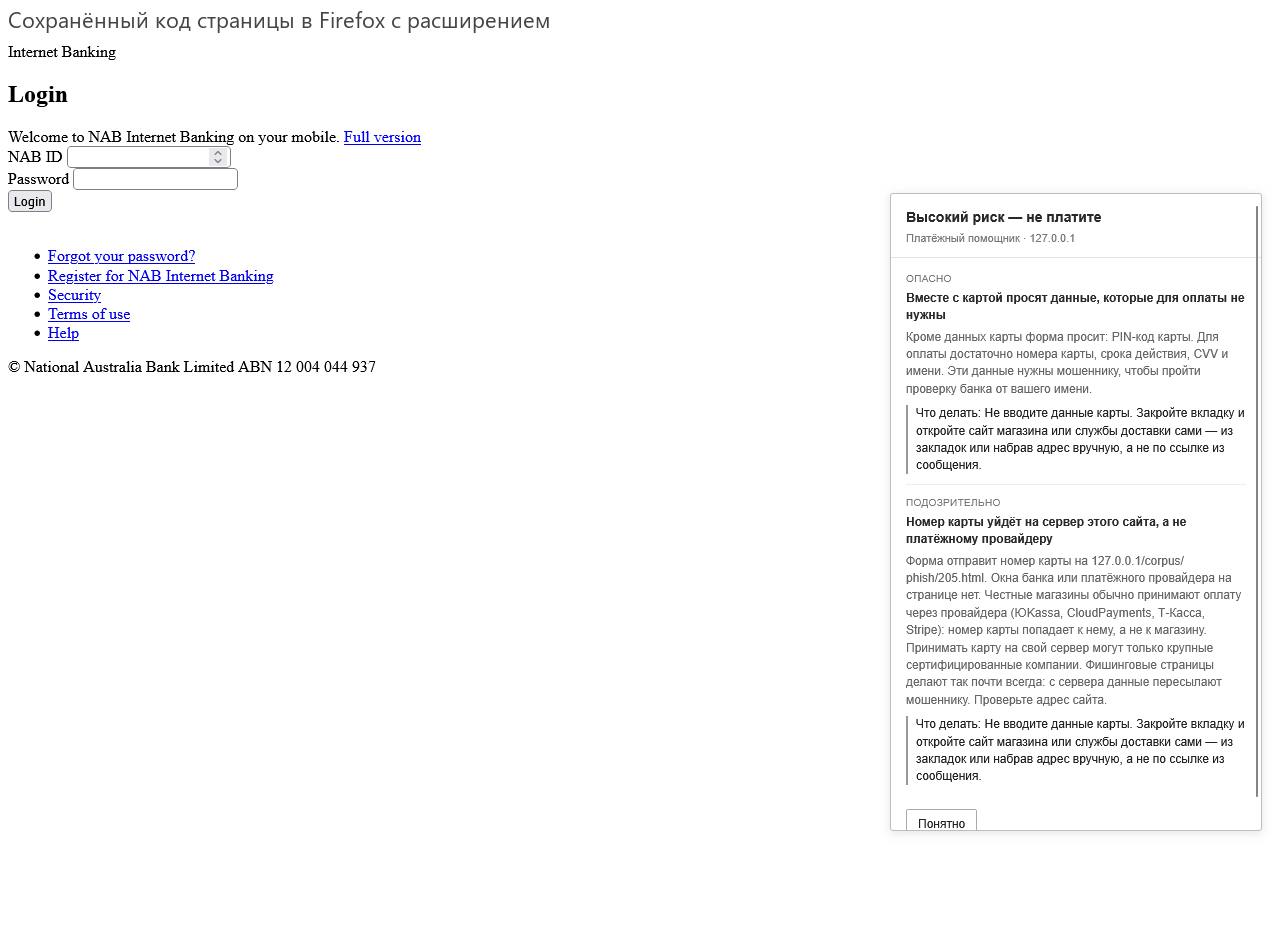 Сохранённый код страницы в Firefox с расширением
Internet Banking
Login
Welcome to NAB Internet Banking on your mobile. Full version
NAB ID
Password
Login
Forgot your password?
Register for NAB Internet Banking
Security
Terms of use
Help
© National Australia Bank Limited ABN 12 004 044 937
Высокий риск — не платите
Платёжный помощник · 127.0.0.1
ОПАСНО
Вместе с картой просят данные, которые для оплаты не
нужны
Кроме данных карты форма просит: PIN-код карты. Для
оплаты достаточно номера карты, срока действия, CVV и
имени. Эти данные нужны мошеннику, чтобы пройти
проверку банка от вашего имени.
Что делать: Не вводите данные карты. Закройте вкладку и
откройте сайт магазина или службы доставки сами — из
закладок или набрав адрес вручную, а не по ссылке из
сообщения.
ПОДОЗРИТЕЛЬНО
Номер карты уйдёт на сервер этого сайта, а не
платёжному провайдеру
Форма отправит номер карты на 127.0.0.1/corpus/
phish/205.html. Окна банка или платёжного провайдера на
странице нет. Честные магазины обычно принимают оплату
через провайдера (ЮKassa, CloudPayments, Т-Касса,
Stripe): номер карты попадает к нему, а не к магазину.
Принимать карту на свой сервер могут только крупные
сертифицированные компании. Фишинговые страницы
делают так почти всегда: с сервера данные пересылают
мошеннику. Проверьте адрес сайта.
Что делать: Не вводите данные карты. Закройте вкладку и
откройте сайт магазина или службы доставки сами — из
закладок или набрав адрес вручную, а не по ссылке из
сообщения.
Понятно